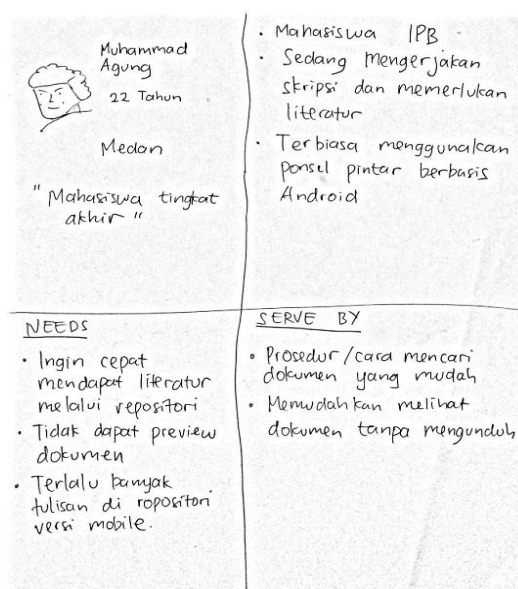 Muhammad
Agung
22 Tahun
Medan
"Mahasiswa tingkat
akhir"
• Mahasiswa IPB
• Sedang mengerjakan
skripsi dan memerlukan
literatur
• Terbiasa menggunakan
ponsel pintar berbasis
Android
NEEDS
• Ingin cepat
mendapat literatur
melalui repositori
• Tidak dapat preview
dokumen
• Terlalu banyak
tulisan di ropositori
versi mobile.
SERVE BY
• Prosedur/cara mencari
dokumen yang mudah
• Memudahkan melihat
dokumen tanpa mengunduh